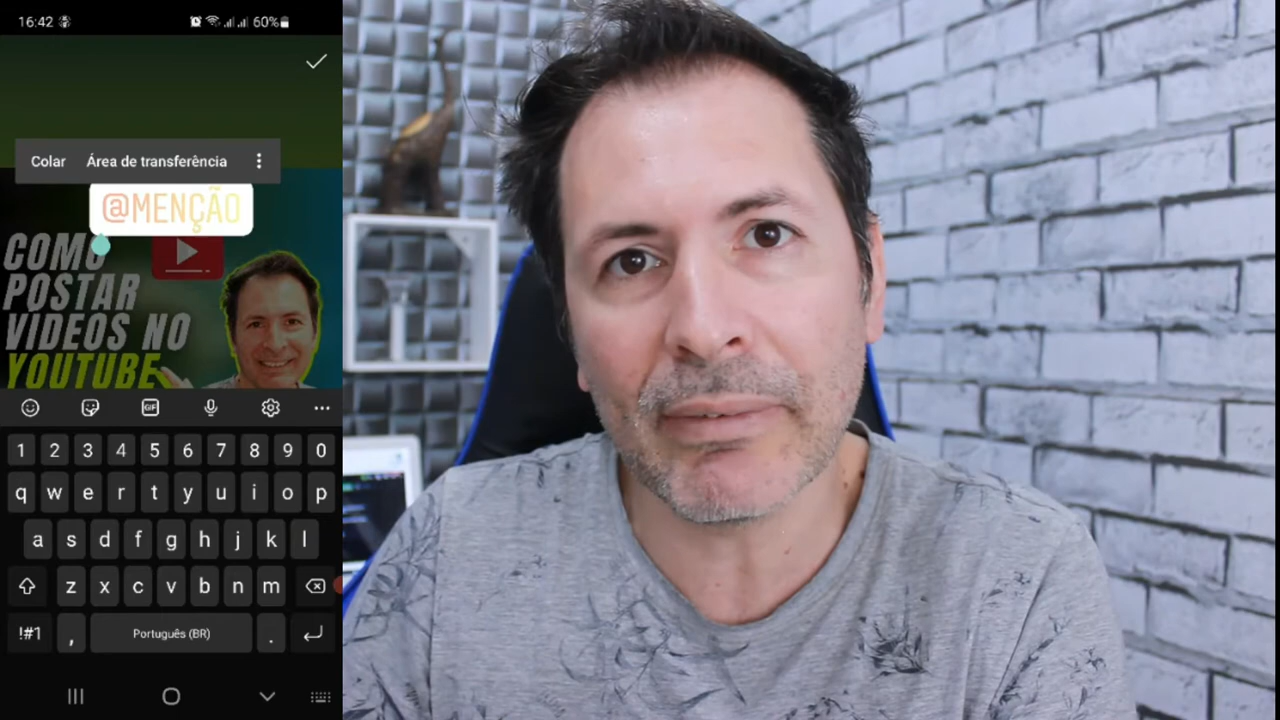 16:42
60%
Colar Área de transferência
@MENÇÃO
COMO
POSTAR
VÍDEOS NO
YOUTUBE
GIF
1 2 3 4 5 6 7 8 9 0
q w e r t y u i o p
a s d f g h j k l
z x c v b n m
!#1 , Português (BR) .